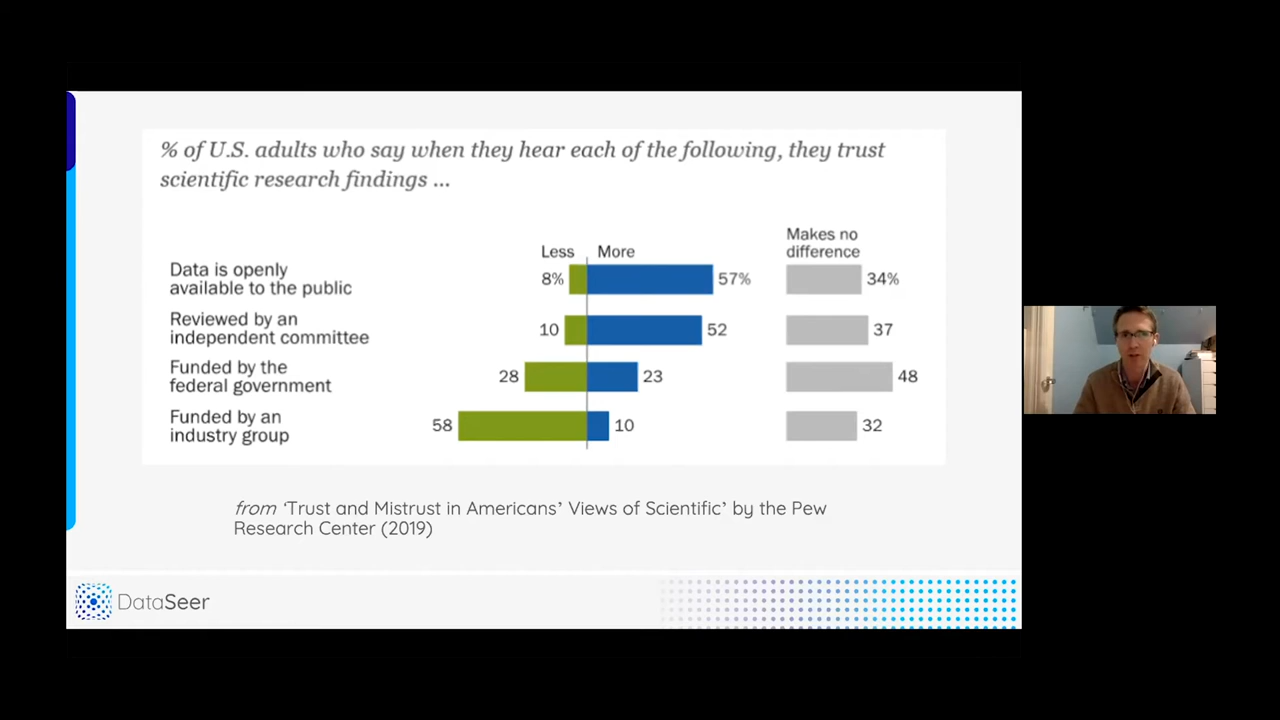 % of U.S. adults who say when they hear each of the following, they trust
scientific research findings ...
Less More
Makes no
difference
Data is openly
available to the public
8% 57% 34%
Reviewed by an
independent committee
10 52 37
Funded by the
federal government
28 23 48
Funded by an
industry group
58 10 32
from ‘Trust and Mistrust in Americans’ Views of Scientific’ by the Pew
Research Center (2019)
DataSeer